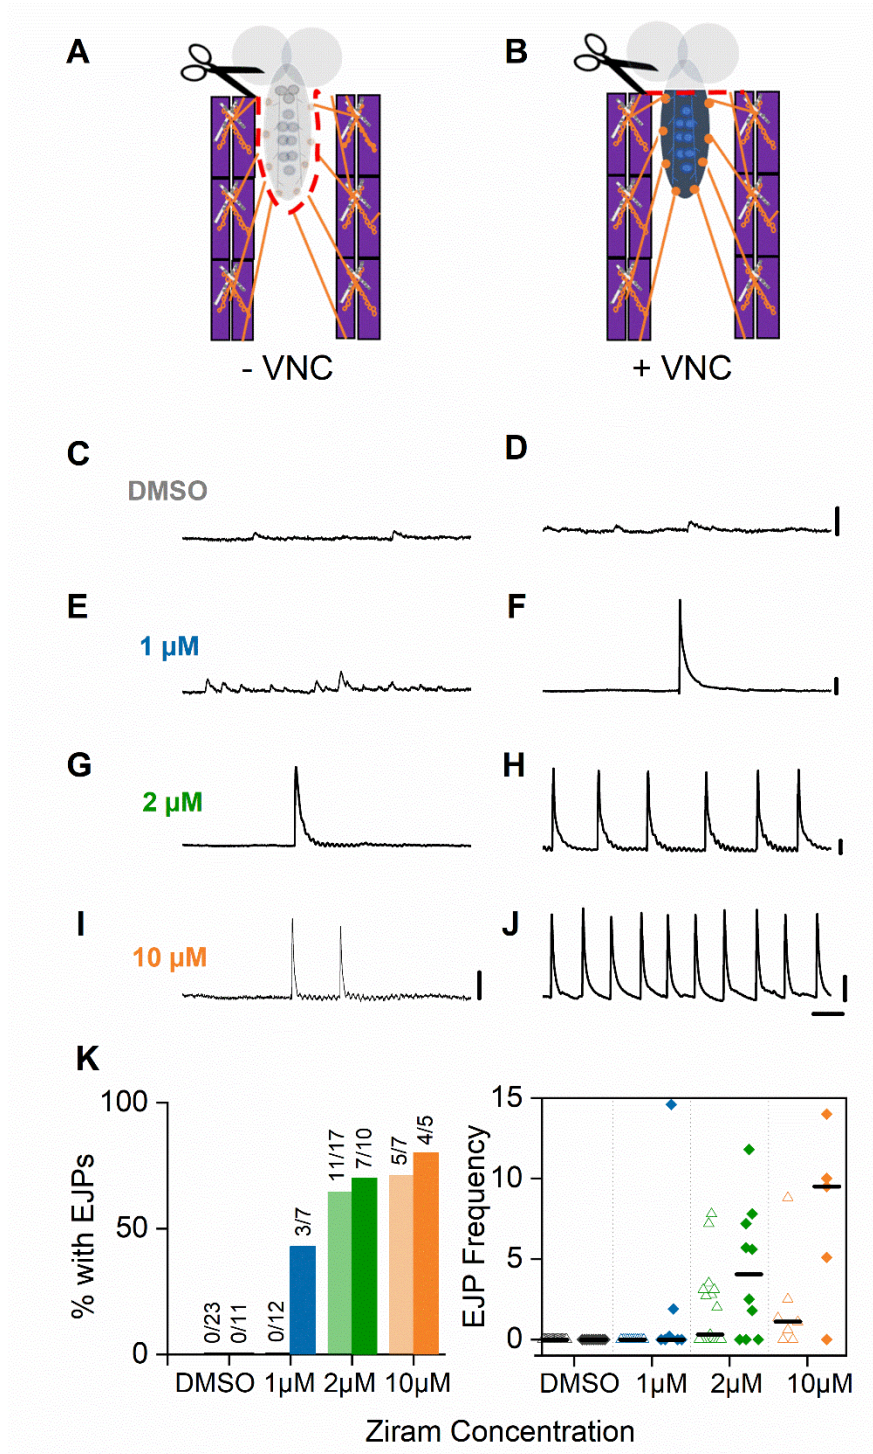 A
B
- VNC
+ VNC
C
D
DMSO
E
F
1 µM
G
H
2 µM
I
J
10 µM
K
100
50
0
% with EJPs
0/23
0/11
0/12
3/7
11/17
7/10
5/7
4/5
DMSO
1µM
2µM
10µM
15
10
5
0
EJP Frequency
DMSO
1µM
2µM
10µM
Ziram Concentration